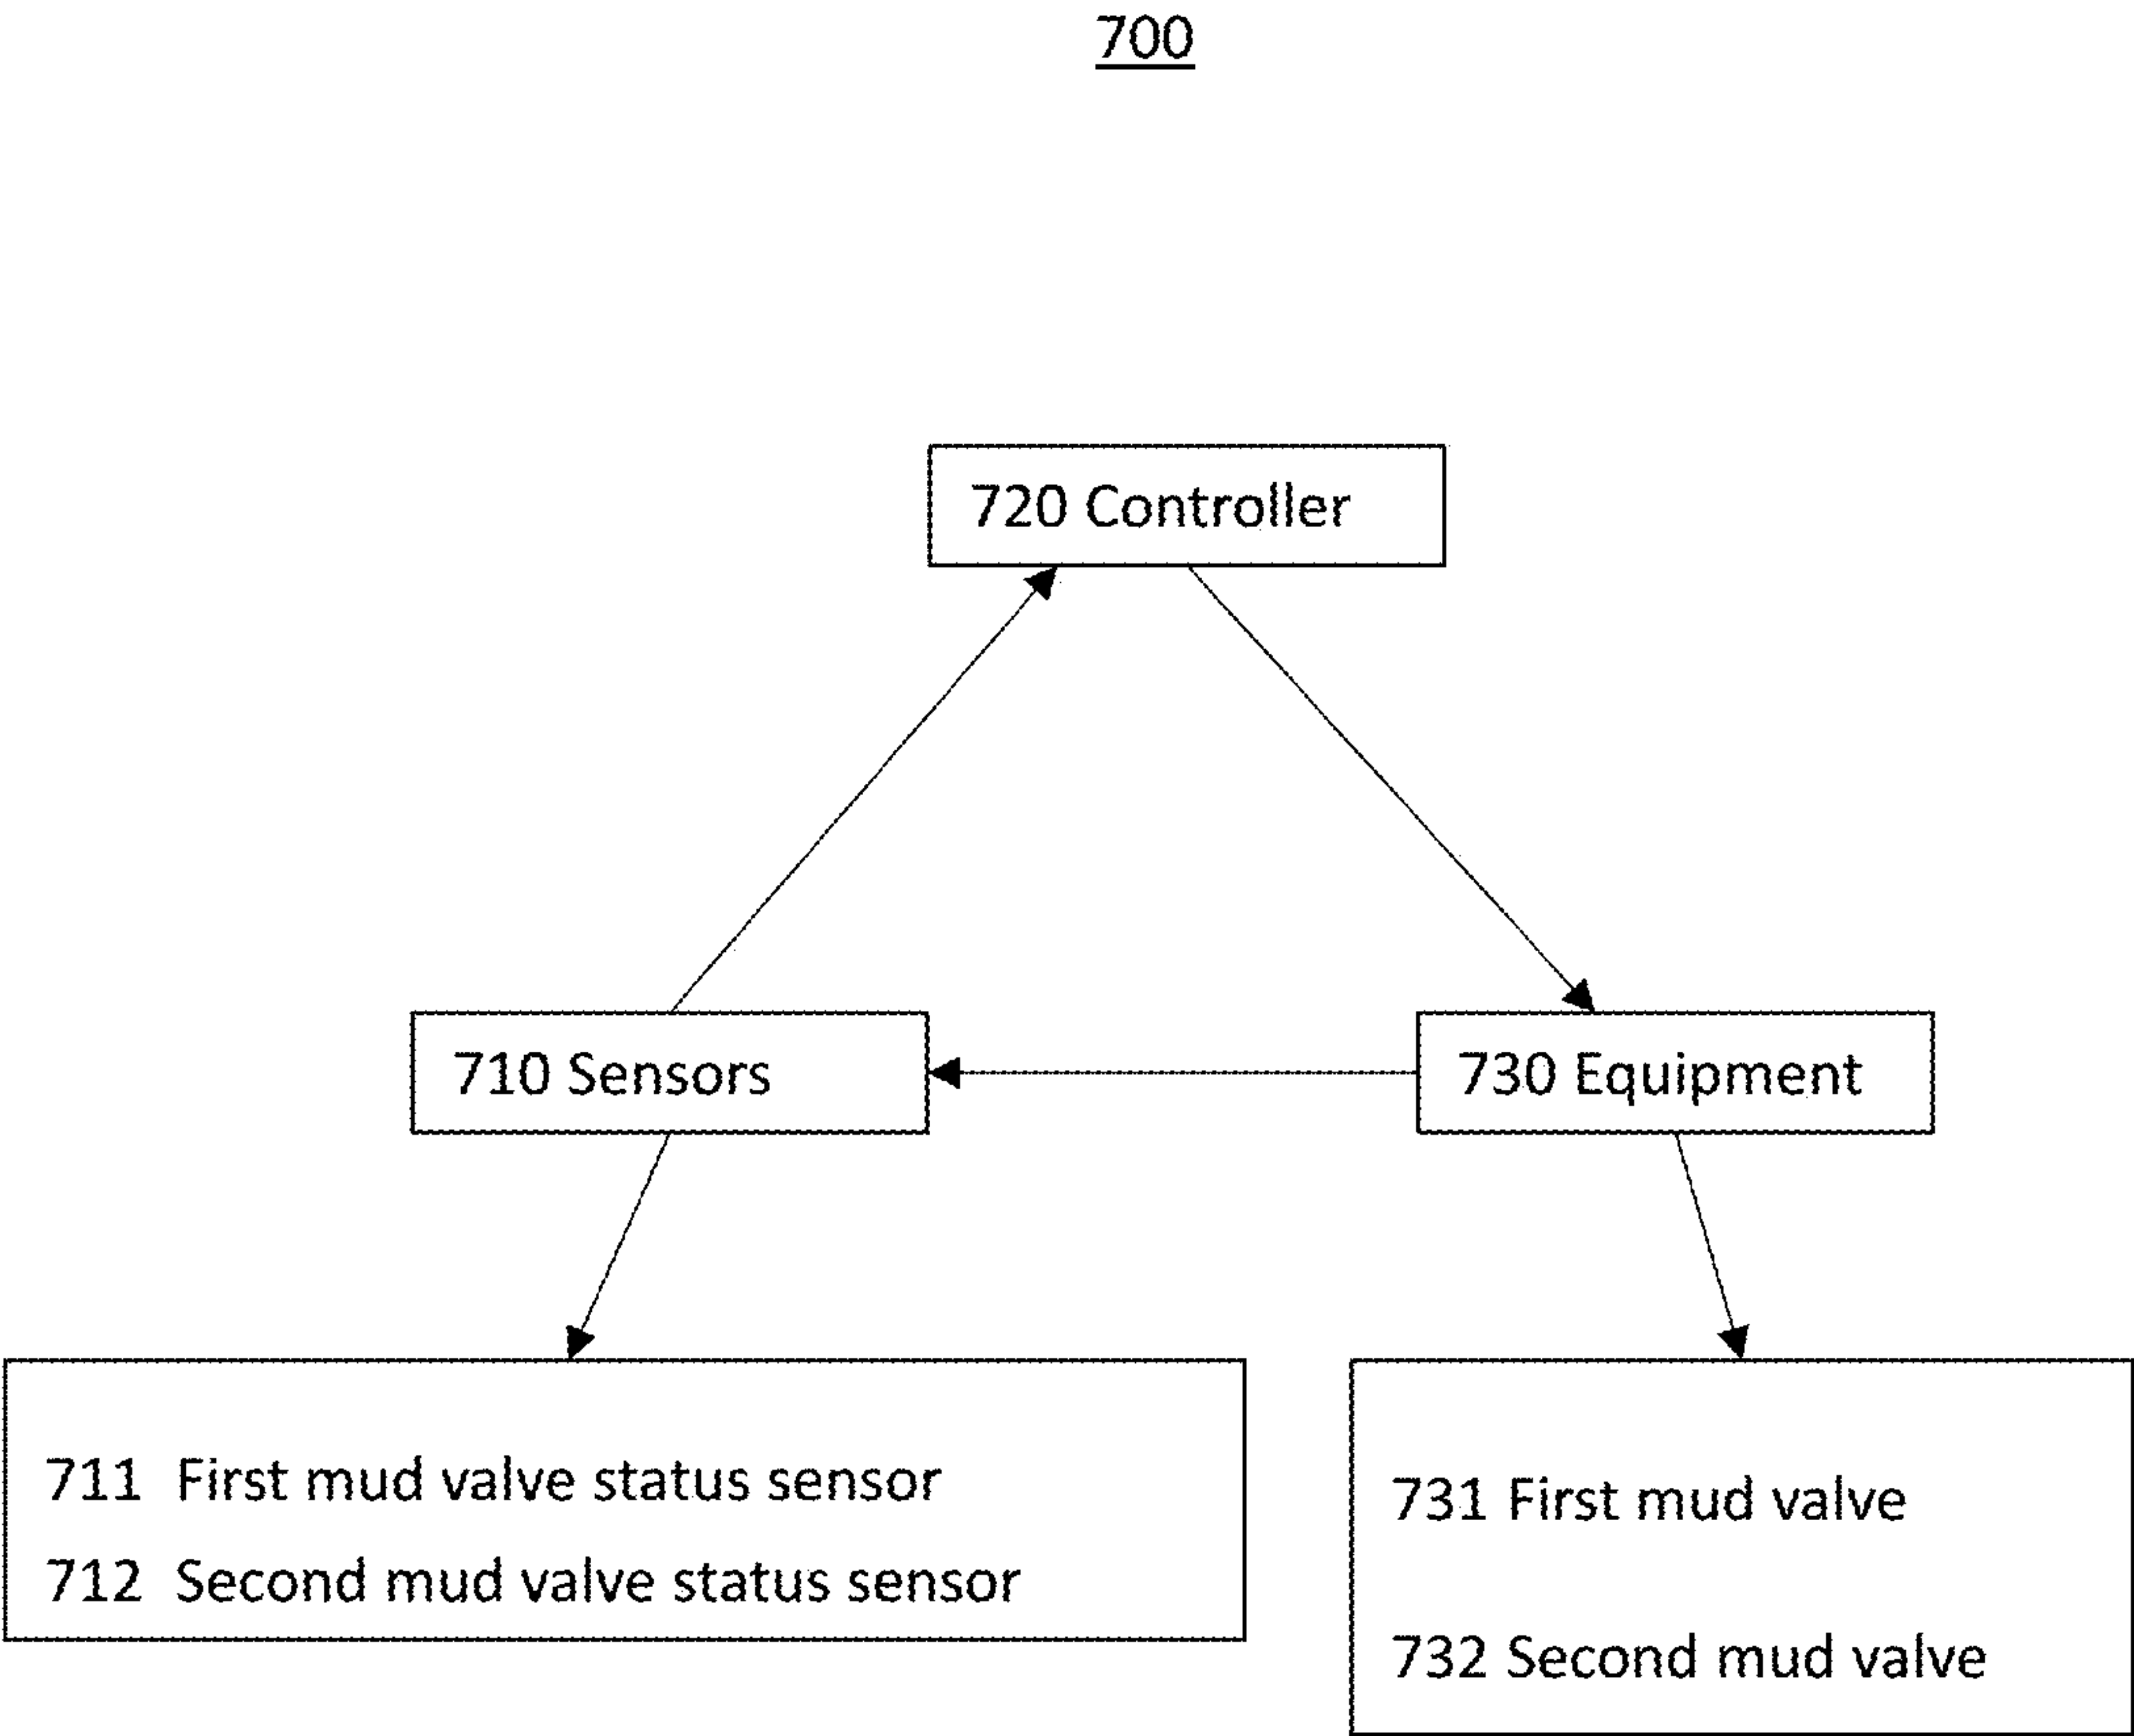 700
720 Controller
710 Sensors
730 Equipment
711 First mud valve status sensor
712 Second mud valve status sensor
731 First mud valve
732 Second mud valve